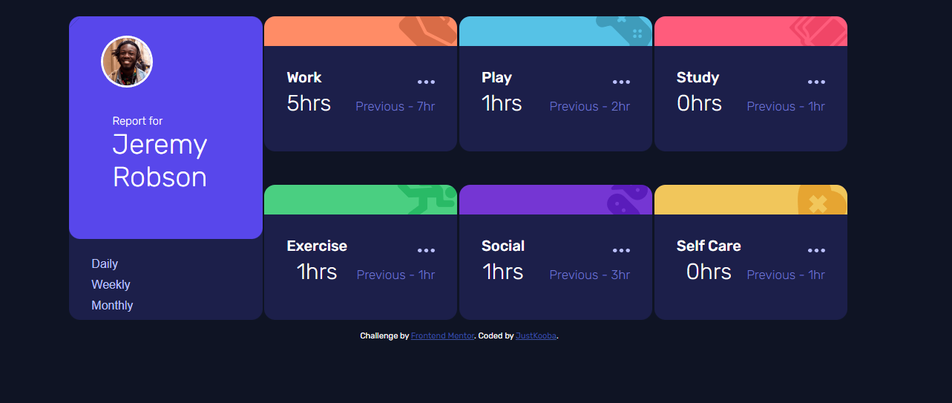 Report for
Jeremy
Robson
Daily
Weekly
Monthly
Work
5hrs Previous - 7hr
Play
1hrs Previous - 2hr
Study
0hrs Previous - 1hr
Exercise
1hrs Previous - 1hr
Social
1hrs Previous - 3hr
Self Care
0hrs Previous - 1hr
Challenge by Frontend Mentor. Coded by JustKooba.